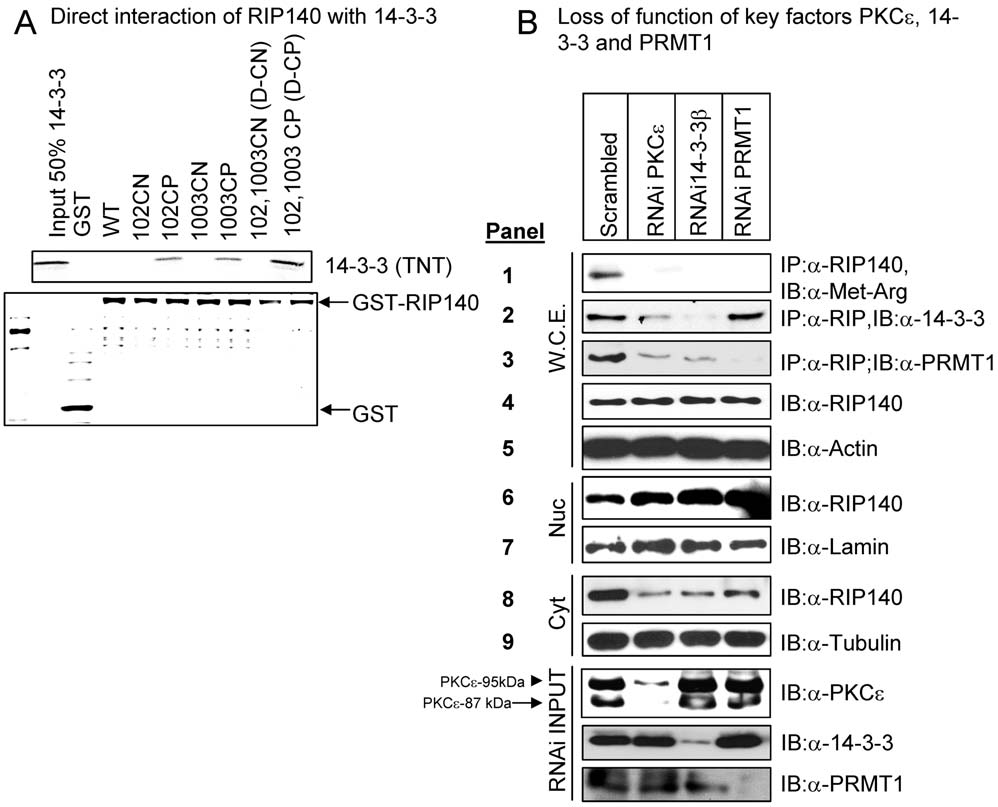 A
Direct interaction of RIP140 with 14-3-3
Input 50% 14-3-3
GST
WT
102CN
102CP
1003CN
1003CP
102,1003CN (D-CN)
102,1003 CP (D-CP)
14-3-3 (TNT)
GST-RIP140
GST
B
Loss of function of key factors PKCε, 14-
3-3 and PRMT1
Scrambled
RNAi PKCε
RNAi14-3-3β
RNAi PRMT1
Panel
W.C.E.
1
IP:α-RIP140,
IB:α-Met-Arg
2
IP:α-RIP,IB:α-14-3-3
3
IP:α-RIP;IB:α-PRMT1
4
IB:α-RIP140
5
IB:α-Actin
Nuc
6
IB:α-RIP140
7
IB:α-Lamin
Cyt
8
IB:α-RIP140
9
IB:α-Tubulin
RNAi INPUT
PKCε-95kDa
PKCε-87 kDa
IB:α-PKCε
IB:α-14-3-3
IB:α-PRMT1